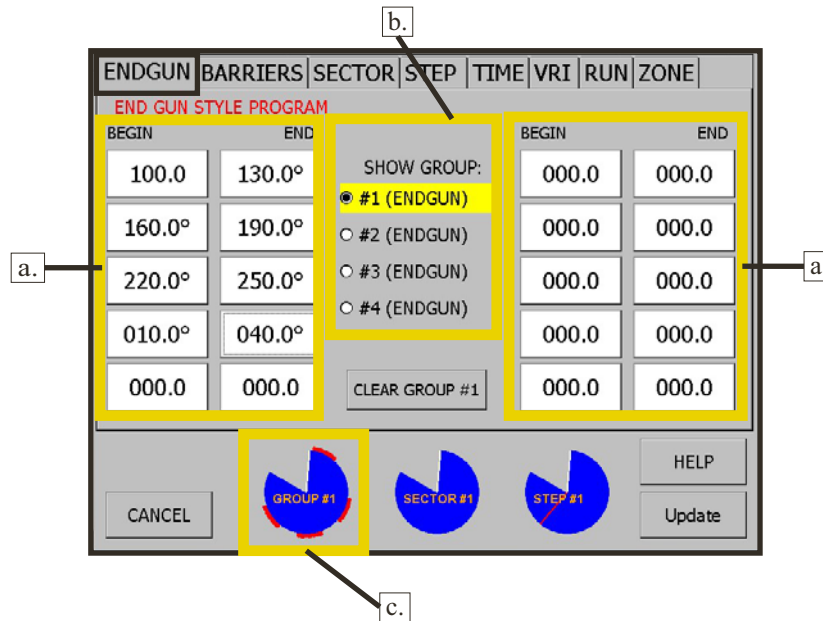 b.
ENDGUN BARRIERS SECTOR STEP TIME VRI RUN ZONE
END GUN STYLE PROGRAM
BEGIN END
100.0 130.0°
160.0° 190.0°
220.0° 250.0°
010.0° 040.0°
000.0 000.0
a.
SHOW GROUP:
#1 (ENDGUN)
#2 (ENDGUN)
#3 (ENDGUN)
#4 (ENDGUN)
CLEAR GROUP #1
BEGIN END
000.0 000.0
000.0 000.0
000.0 000.0
000.0 000.0
000.0 000.0
a
CANCEL
GROUP #1
SECTOR #1
STEP #1
HELP
Update
c.